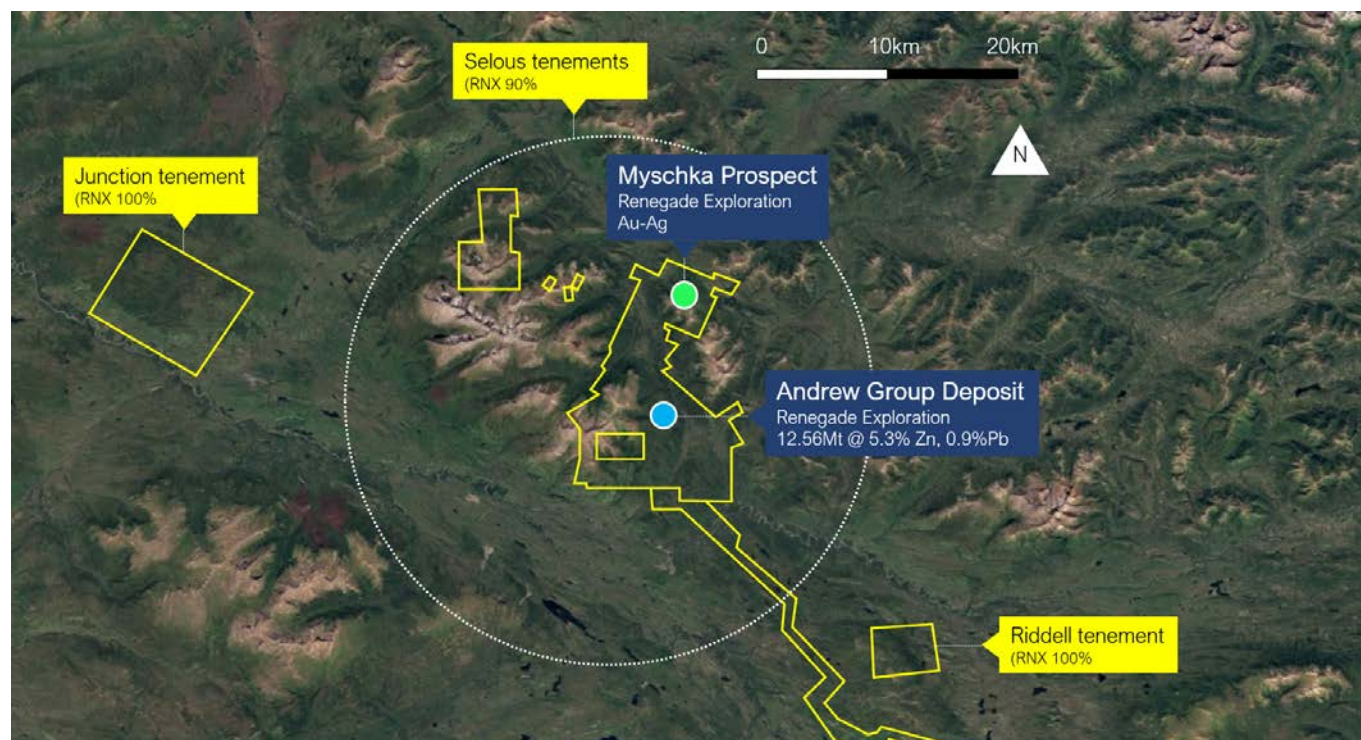 0 10km 20km
Selous tenements
(RNX 90%
N
Myschka Prospect
Renegade Exploration
Au-Ag
Junction tenement
(RNX 100%
Andrew Group Deposit
Renegade Exploration
12.56Mt @ 5.3% Zn, 0.9%Pb
Riddell tenement
(RNX 100%